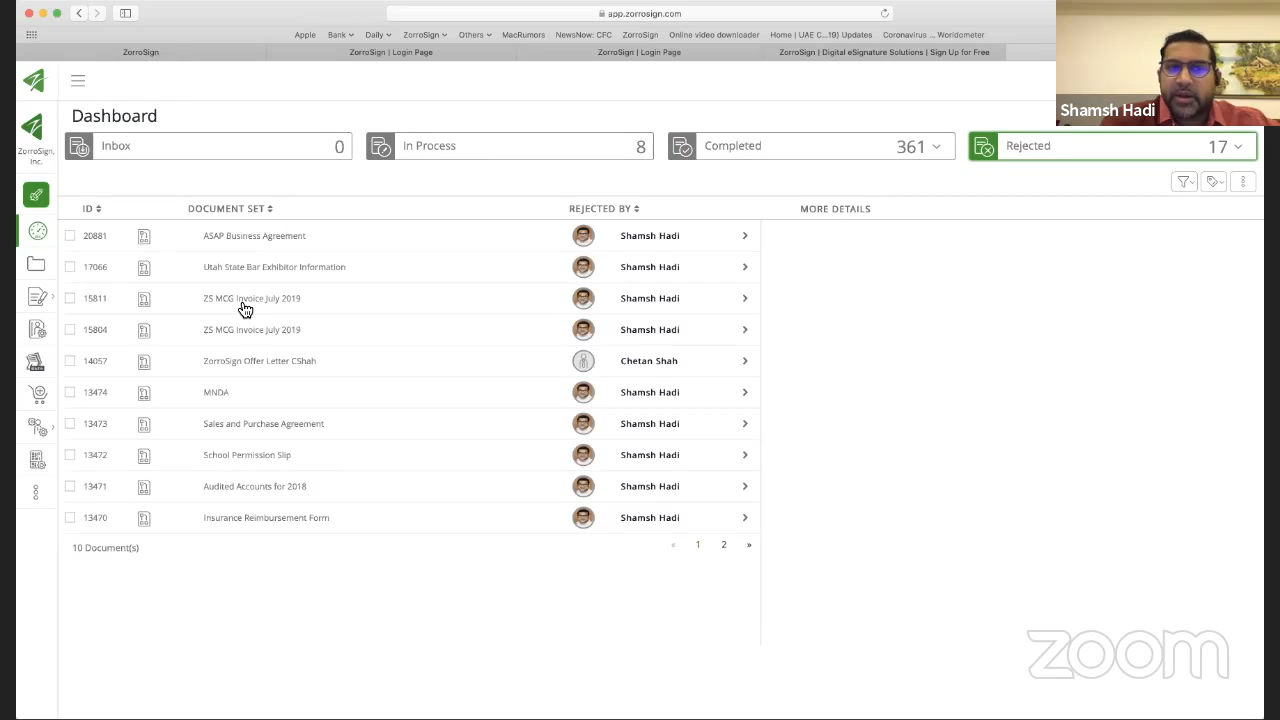 app.zorrosign.com
Apple Bank Daily ZorroSign Others MacRumors NewsNow: CFC ZorroSign Online video downloader Home | UAE C...19) Updates Coronavirus ... Worldometer
ZorroSign ZorroSign | Login Page ZorroSign | Login Page ZorroSign | Digital eSignature Solutions | Sign Up for Free
Shamsh Hadi
ZorroSign, Inc.
Dashboard
Inbox 0 In Process 8 Completed 361 Rejected 17
ID DOCUMENT SET REJECTED BY MORE DETAILS
20881 ASAP Business Agreement Shamsh Hadi
17066 Utah State Bar Exhibitor Information Shamsh Hadi
15811 ZS MCG Invoice July 2019 Shamsh Hadi
15804 ZS MCG Invoice July 2019 Shamsh Hadi
14057 ZorroSign Offer Letter CShah Chetan Shah
13474 MNDA Shamsh Hadi
13473 Sales and Purchase Agreement Shamsh Hadi
13472 School Permission Slip Shamsh Hadi
13471 Audited Accounts for 2018 Shamsh Hadi
13470 Insurance Reimbursement Form Shamsh Hadi
10 Document(s) « 1 2 »
zoom